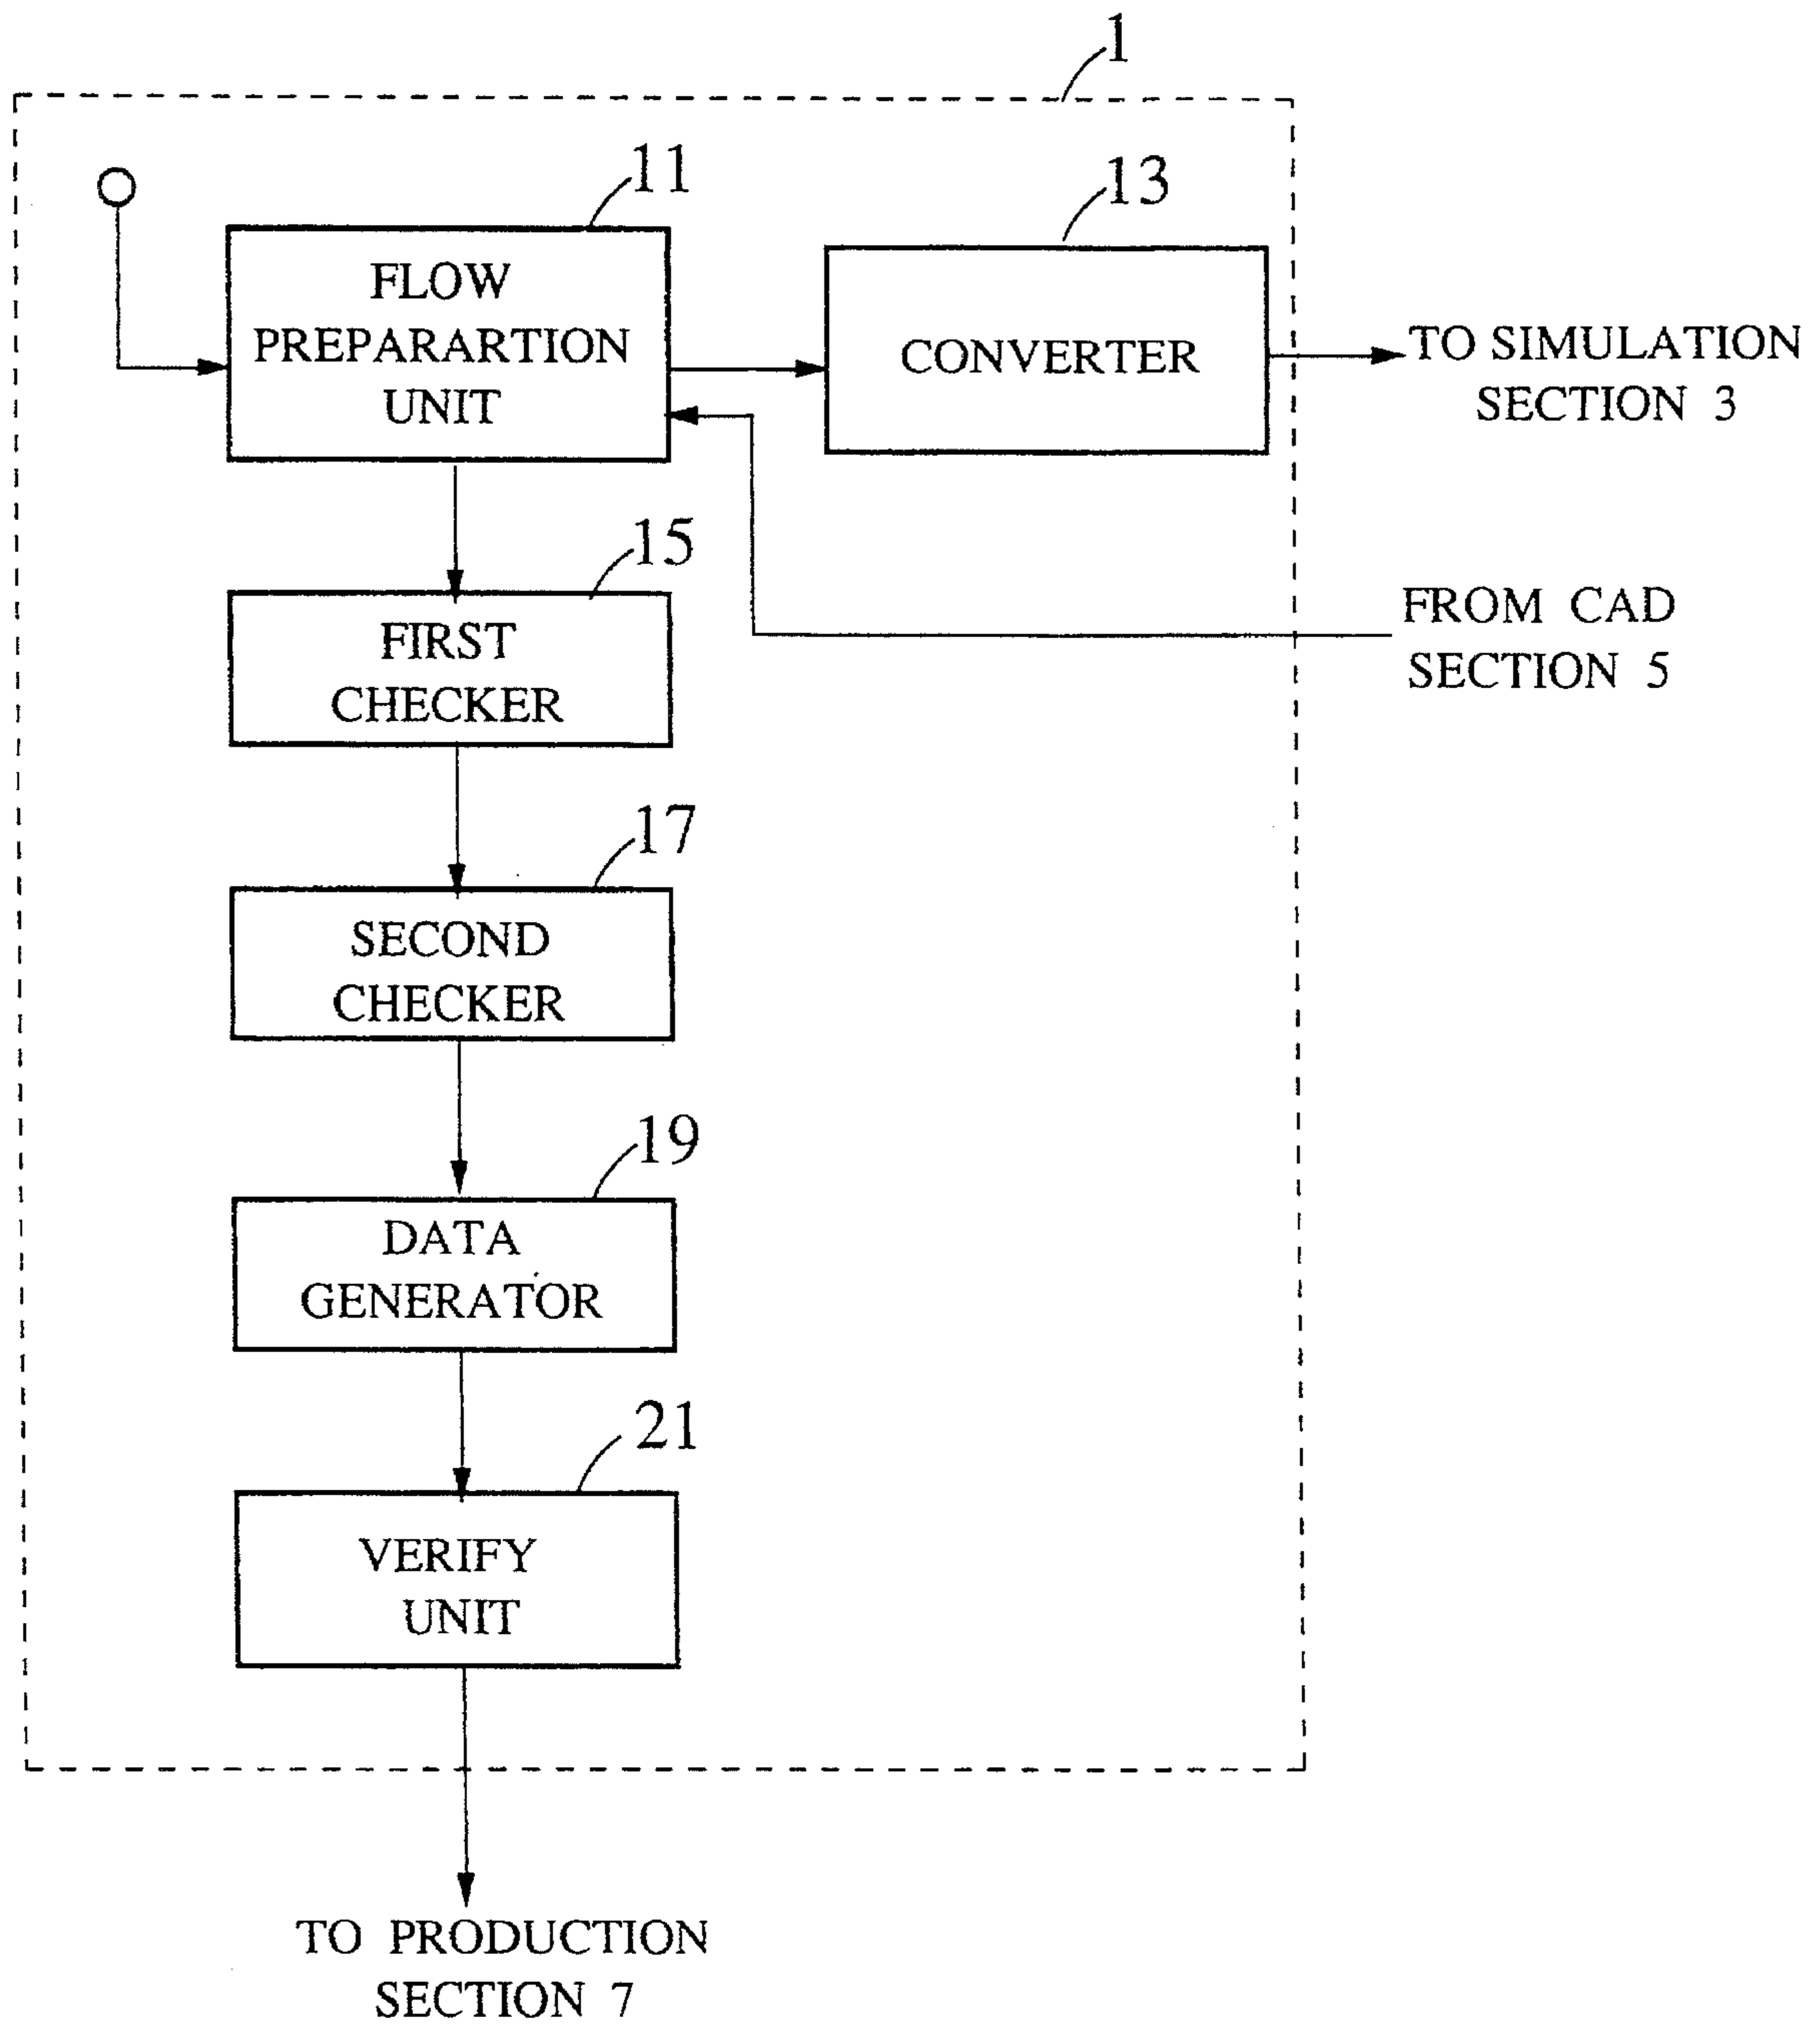 1
11
FLOW
PREPARARTION
UNIT
13
CONVERTER
TO SIMULATION
SECTION 3
15
FIRST
CHECKER
FROM CAD
SECTION 5
17
SECOND
CHECKER
19
DATA
GENERATOR
21
VERIFY
UNIT
TO PRODUCTION
SECTION 7